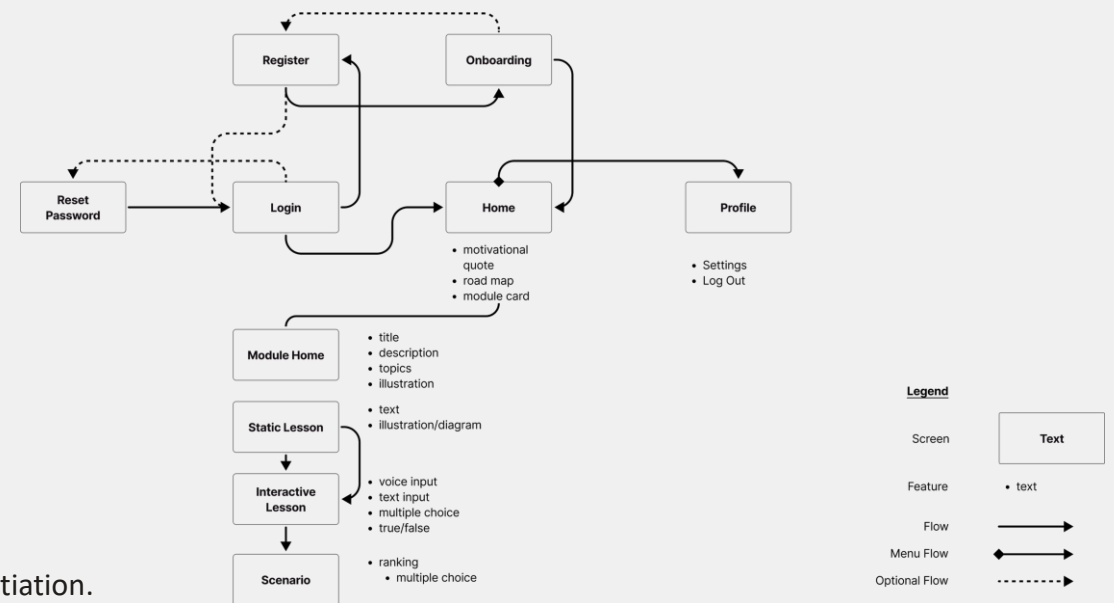 Register
Onboarding
Reset
Password
Login
Home
Profile
• motivational
quote
• road map
• module card
• Settings
• Log Out
Module Home
• title
• description
• topics
• illustration
Static Lesson
• text
• illustration/diagram
Interactive
Lesson
• voice input
• text input
• multiple choice
• true/false
Scenario
• ranking
• multiple choice
Legend
Screen
Text
Feature
• text
Flow
Menu Flow
Optional Flow
tiation.